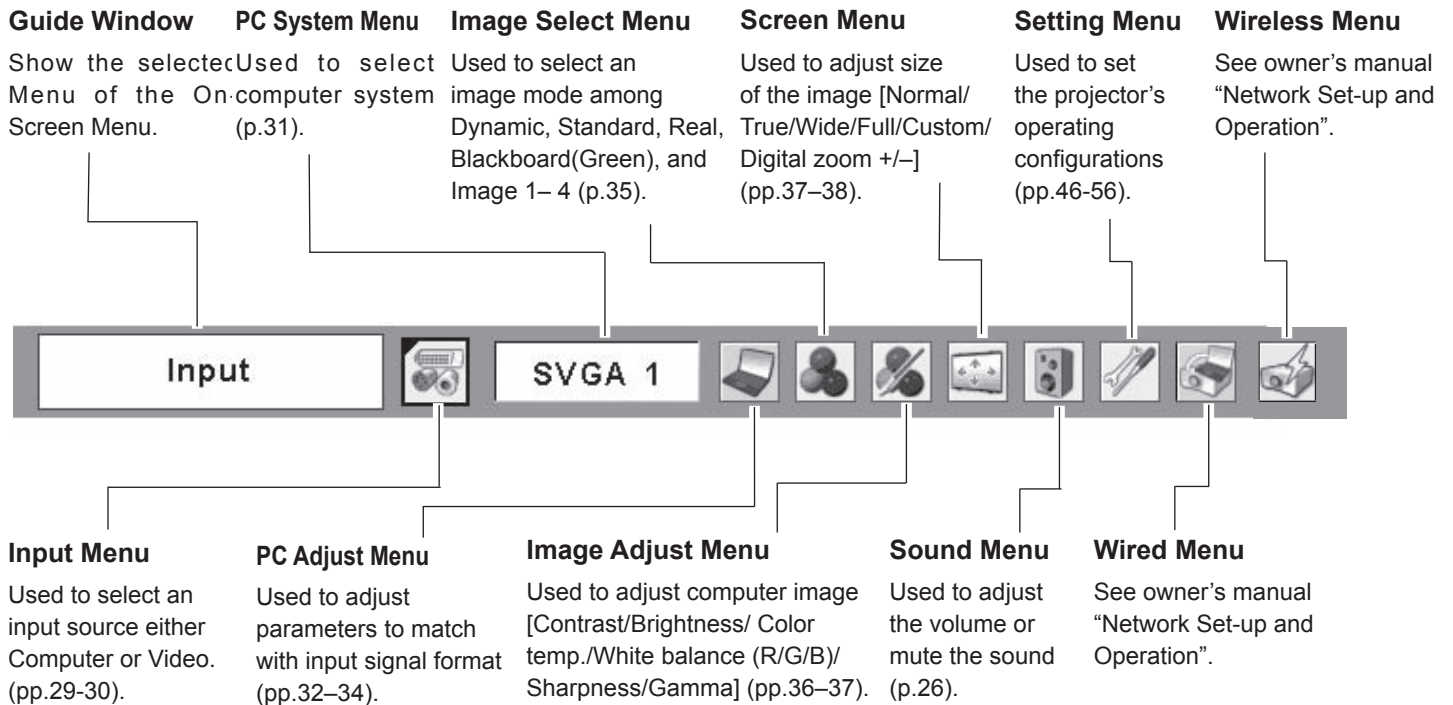 Guide Window
Show the selected
Menu of the On-
Screen Menu.
PC System Menu
Used to select
computer system
(p.31).
Image Select Menu
Used to select an
image mode among
Dynamic, Standard, Real,
Blackboard(Green), and
Image 1– 4 (p.35).
Screen Menu
Used to adjust size
of the image [Normal/
True/Wide/Full/Custom/
Digital zoom +/–]
(pp.37–38).
Setting Menu
Used to set
the projector’s
operating
configurations
(pp.46-56).
Wireless Menu
See owner’s manual
“Network Set-up and
Operation”.
Input
SVGA 1
Input Menu
Used to select an
input source either
Computer or Video.
(pp.29-30).
PC Adjust Menu
Used to adjust
parameters to match
with input signal format
(pp.32–34).
Image Adjust Menu
Used to adjust computer image
[Contrast/Brightness/ Color
temp./White balance (R/G/B)/
Sharpness/Gamma] (pp.36–37).
Sound Menu
Used to adjust
the volume or
mute the sound
(p.26).
Wired Menu
See owner’s manual
“Network Set-up and
Operation”.